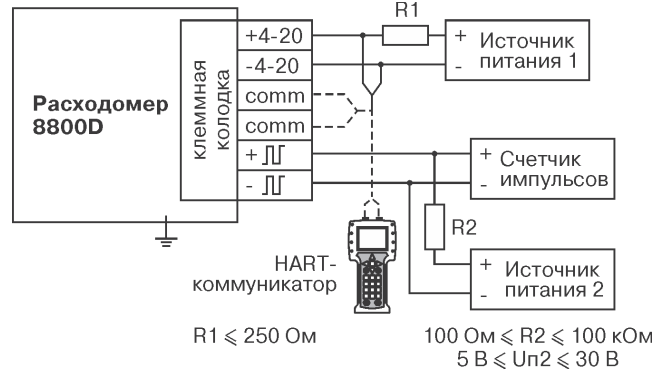 R1
+4-20
-4-20
comm
comm
+
-
клеммная
колодка
Расходомер
8800D
+
-
Источник
питания 1
+
-
Счетчик
импульсов
R2
+
-
Источник
питания 2
HART-
коммуникатор
R1 ⩽ 250 Ом
100 Ом ⩽ R2 ⩽ 100 кОм
5 В ⩽ Uп2 ⩽ 30 В